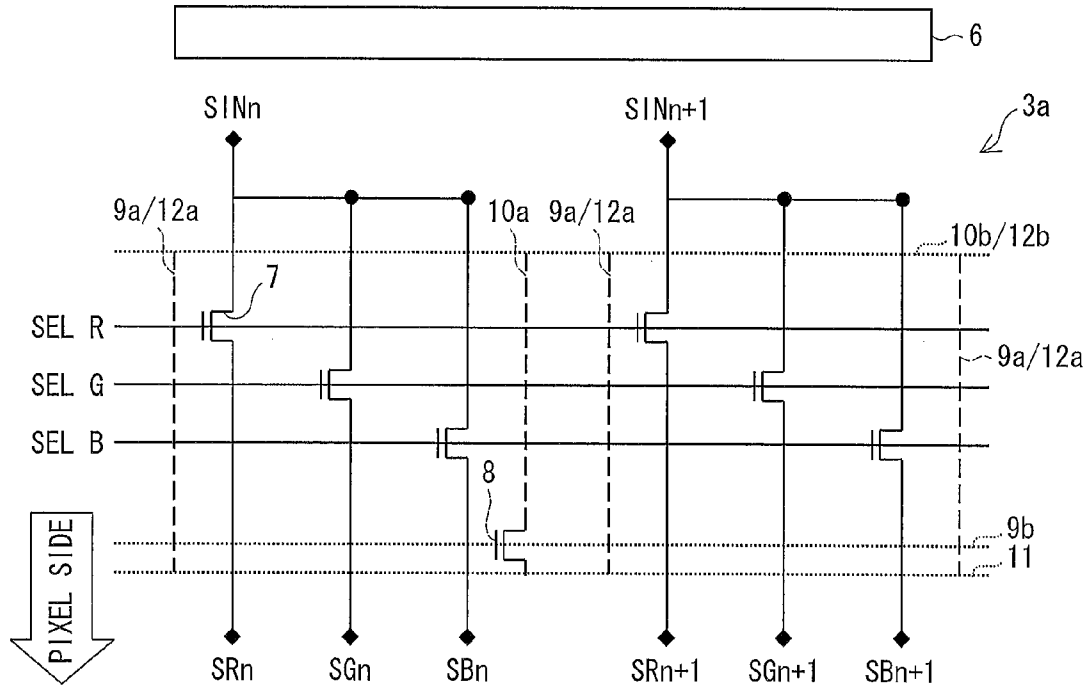 6
SINn
SINn+1
3a
9a/12a
10a
9a/12a
10b/12b
7
SEL R
9a/12a
SEL G
SEL B
8
9b
11
PIXEL SIDE
SRn
SGn
SBn
SRn+1
SGn+1
SBn+1